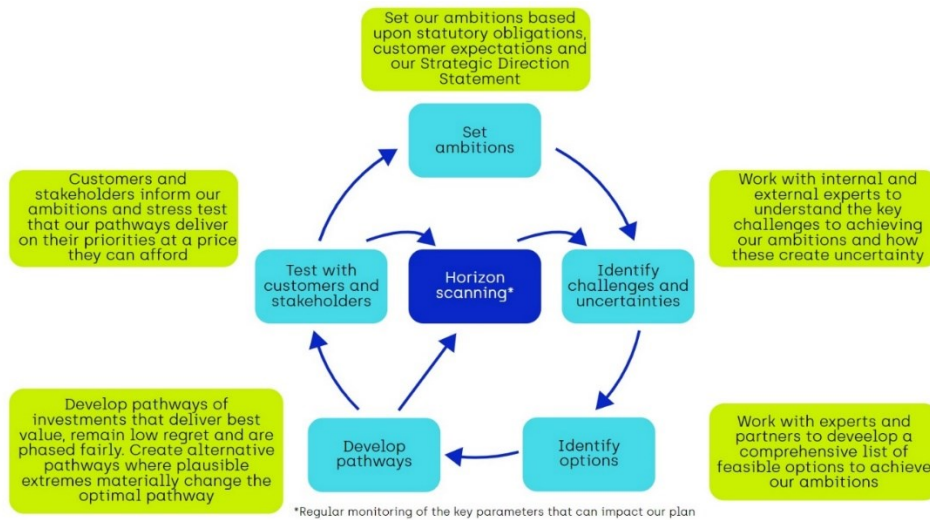 Set our ambitions based
upon statutory obligations,
customer expectations and
our Strategic Direction
Statement
Set
ambitions
Customers and
stakeholders inform our
ambitions and stress test
that our pathways deliver
on their priorities at a price
they can afford
Work with internal and
external experts to
understand the key
challenges to achieving
our ambitions and how
these create uncertainty
Test with
customers and
stakeholders
Horizon
scanning*
Identify
challenges and
uncertainties
Develop pathways of
investments that deliver best
value, remain low regret and are
phased fairly. Create alternative
pathways where plausible
extremes materially change the
optimal pathway
Develop
pathways
Identify
options
Work with experts and
partners to deveelop a
comprehensive list of
feasible options to achieve
our ambitions
*Regular monitoring of the key parameters that can impact our plan